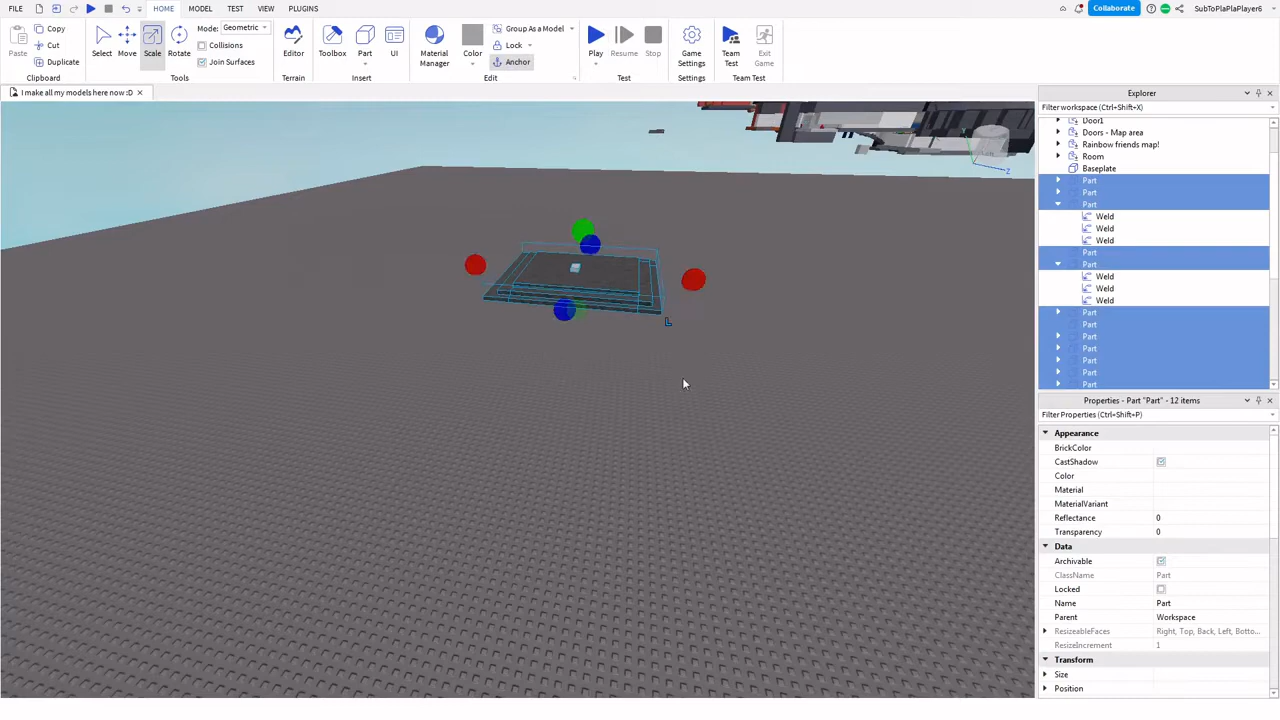 FILE HOME MODEL TEST VIEW PLUGINS Collaborate SubToPlaPlaPlayer6
Paste Copy Cut Duplicate Clipboard
Select Move Scale Rotate Mode: Geometric Collisions Join Surfaces Tools
Editor Terrain
Toolbox Part UI Insert
Material Manager Color Group As a Model Lock Anchor Edit
Play Resume Stop Test
Game Settings Settings
Team Test Exit Game Team Test
I make all my models here now :D
Explorer
Filter workspace (Ctrl+Shift+X)
Door1
Doors - Map area
Rainbow friends map!
Room
Baseplate
Part
Part
Part
Weld
Weld
Weld
Part
Part
Weld
Weld
Weld
Part
Part
Part
Part
Part
Part
Part
Properties - Part "Part" - 12 items
Filter Properties (Ctrl+Shift+P)
Appearance
BrickColor
CastShadow
Color
Material
MaterialVariant
Reflectance 0
Transparency 0
Data
Archivable
ClassName Part
Locked
Name Part
Parent Workspace
ResizeableFaces Right, Top, Back, Left, Botto...
ResizeIncrement 1
Transform
Size
Position
Z
L